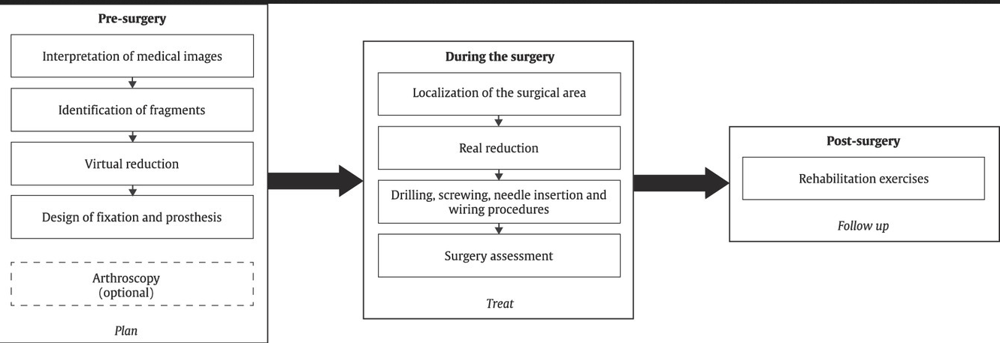 Pre-surgery
Interpretation of medical images
Identification of fragments
Virtual reduction
Design of fixation and prosthesis
Arthroscopy
(optional)
Plan
During the surgery
Localization of the surgical area
Real reduction
Drilling, screwing, needle insertion and
wiring procedures
Surgery assessment
Treat
Post-surgery
Rehabilitation exercises
Follow up